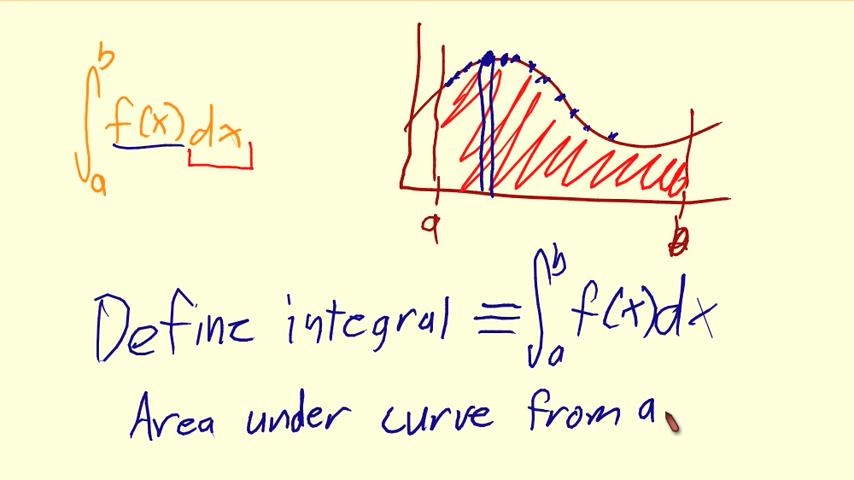 ∫_a^b f(x)dx
a b
Define integral ≡ ∫_a^b f(x)dx
Area under curve from a